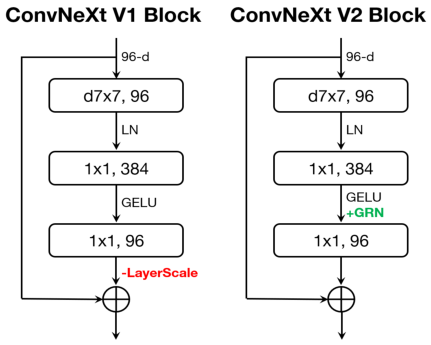 ConvNeXt V1 Block
96-d
d7x7, 96
LN
1x1, 384
GELU
1x1, 96
-LayerScale
ConvNeXt V2 Block
96-d
d7x7, 96
LN
1x1, 384
GELU
+GRN
1x1, 96